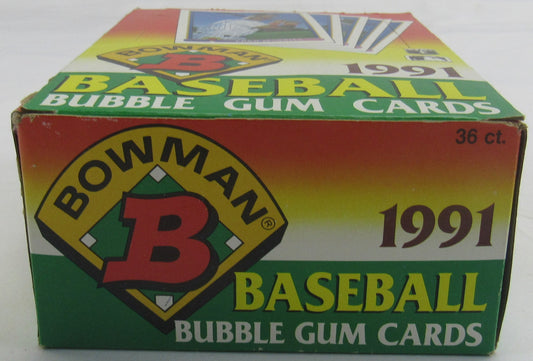 BOWMAN
B
1991
BASEBALL
BUBBLE GUM CARDS
36 ct.
BOWMAN®
B
1991
BASEBALL
BUBBLE GUM CARDS